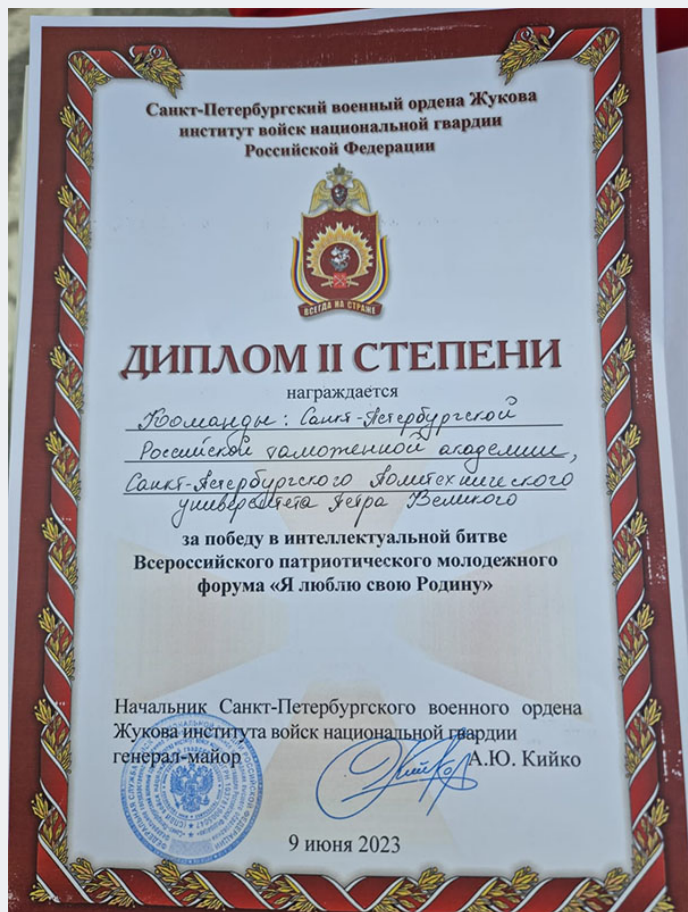 Санкт-Петербургский военный ордена Жукова
институт войск национальной гвардии
Российской Федерации
ВСЕГДА НА СТРАЖЕ
ДИПЛОМ II СТЕПЕНИ
награждается
Команды: Санкт-Петербургской
Российской таможенной академии,
Санкт-Петербургского Политехнического
университета Петра Великого
за победу в интеллектуальной битве
Всероссийского патриотического молодежного
форума «Я люблю свою Родину»
Начальник Санкт-Петербургского военного ордена
Жукова института войск национальной гвардии
генерал-майор А.Ю. Кийко
9 июня 2023